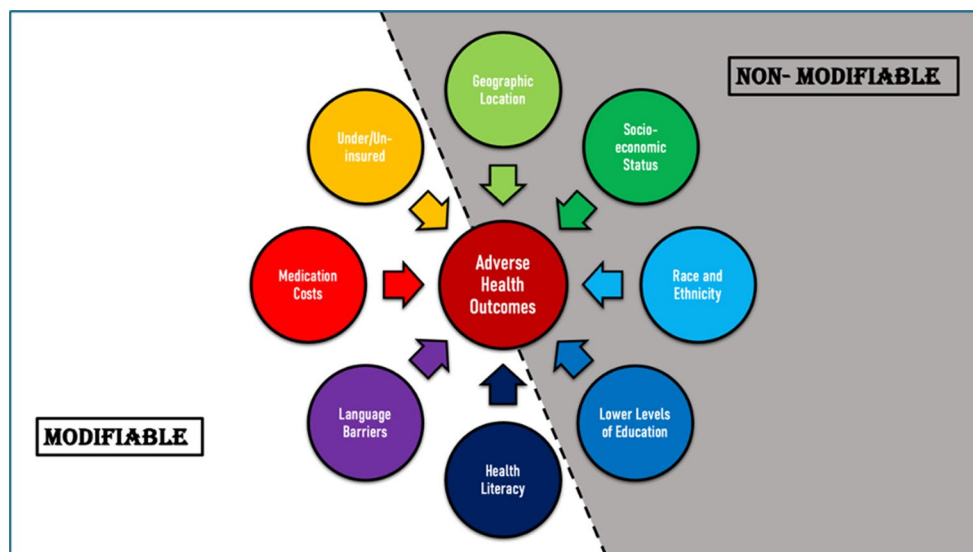 NON- MODIFIABLE
Geographic
Location
Under/Un-
insured
Socio-
economic
Status
Medication
Costs
Adverse
Health
Outcomes
Race and
Ethnicity
Language
Barriers
Lower Levels
of Education
MODIFIABLE
Health
Literacy